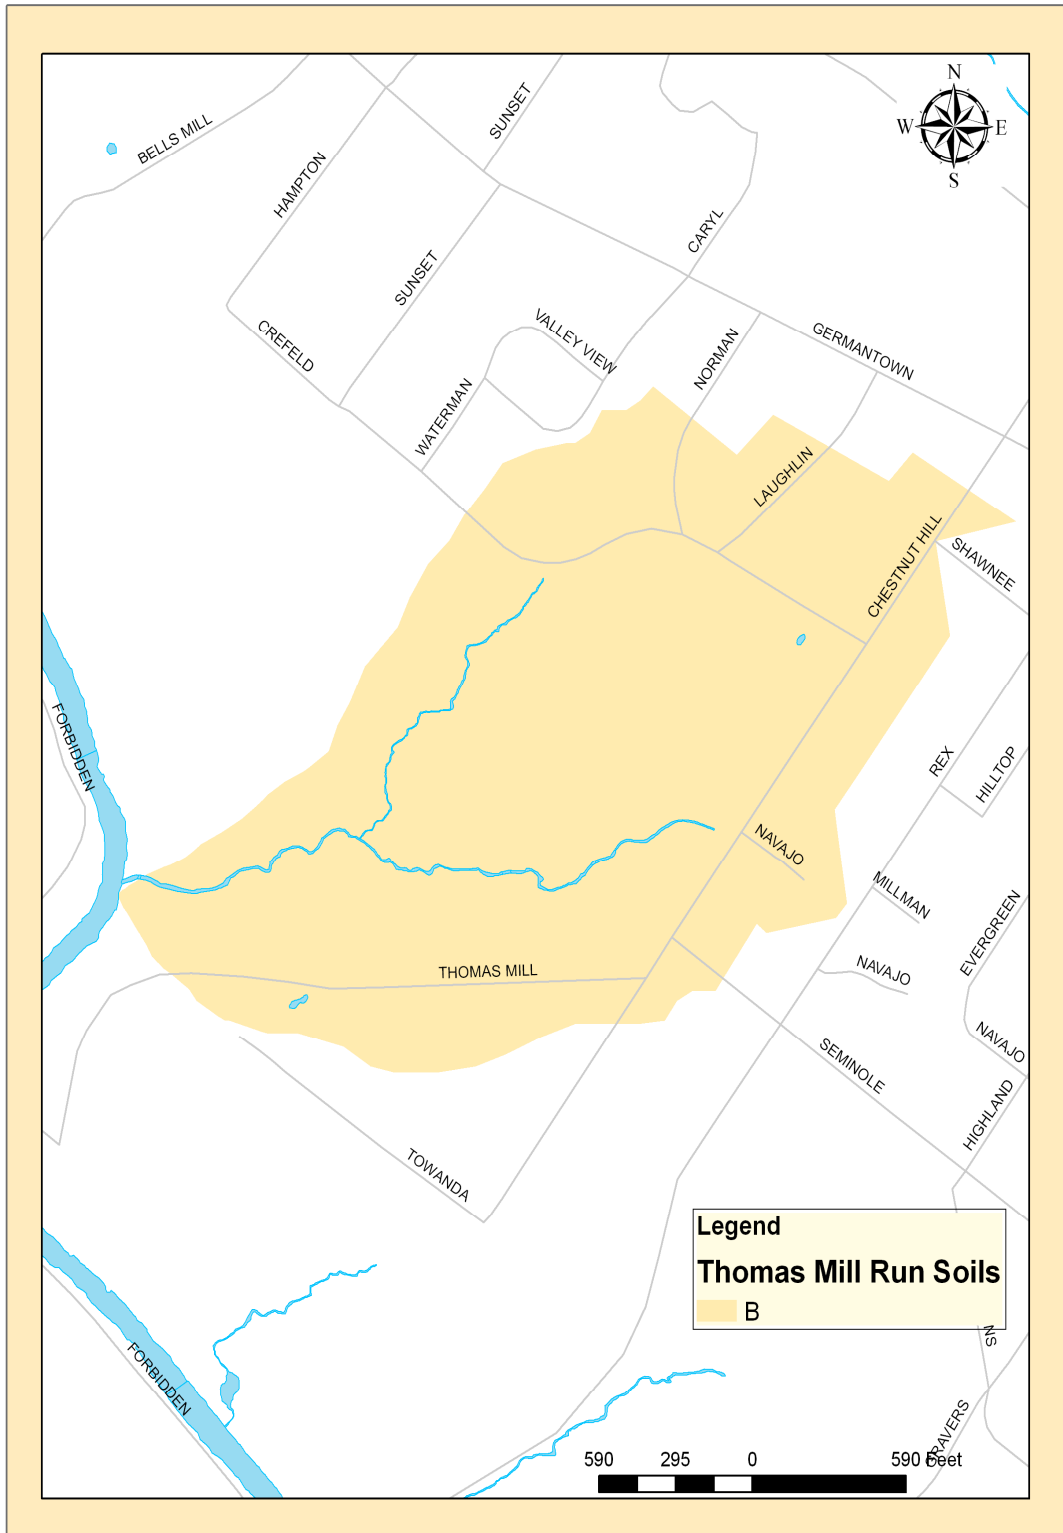 N
W E
S
SUNSET
BELLS MILL
HAMPTON
CARYL
SUNSET
VALLEY VIEW
CREFELD
GERMANTOWN
NORMAN
WATERMAN
LAUGHLIN
CHESTNUT HILL
SHAWNEE
FORBIDDEN
REX
HILLTOP
NAVAJO
MILLMAN
EVERGREEN
THOMAS MILL
NAVAJO
SEMINOLE
NAVAJO
HIGHLAND
TOWANDA
Legend
Thomas Mill Run Soils
B
NS
FORBIDDEN
RAVERS
590 295 0 590 Feet